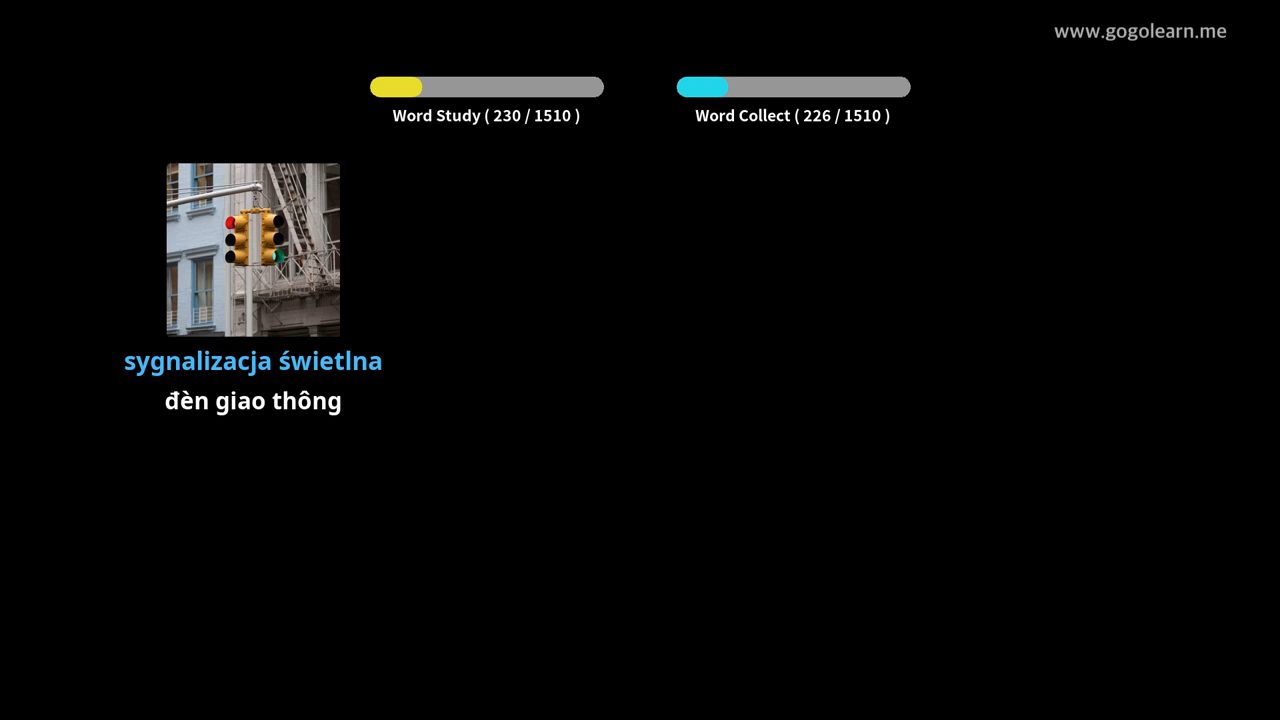 www.gogolearn.me
Word Study ( 230 / 1510 )
Word Collect ( 226 / 1510 )
sygnalizacja świetlna
đèn giao thông